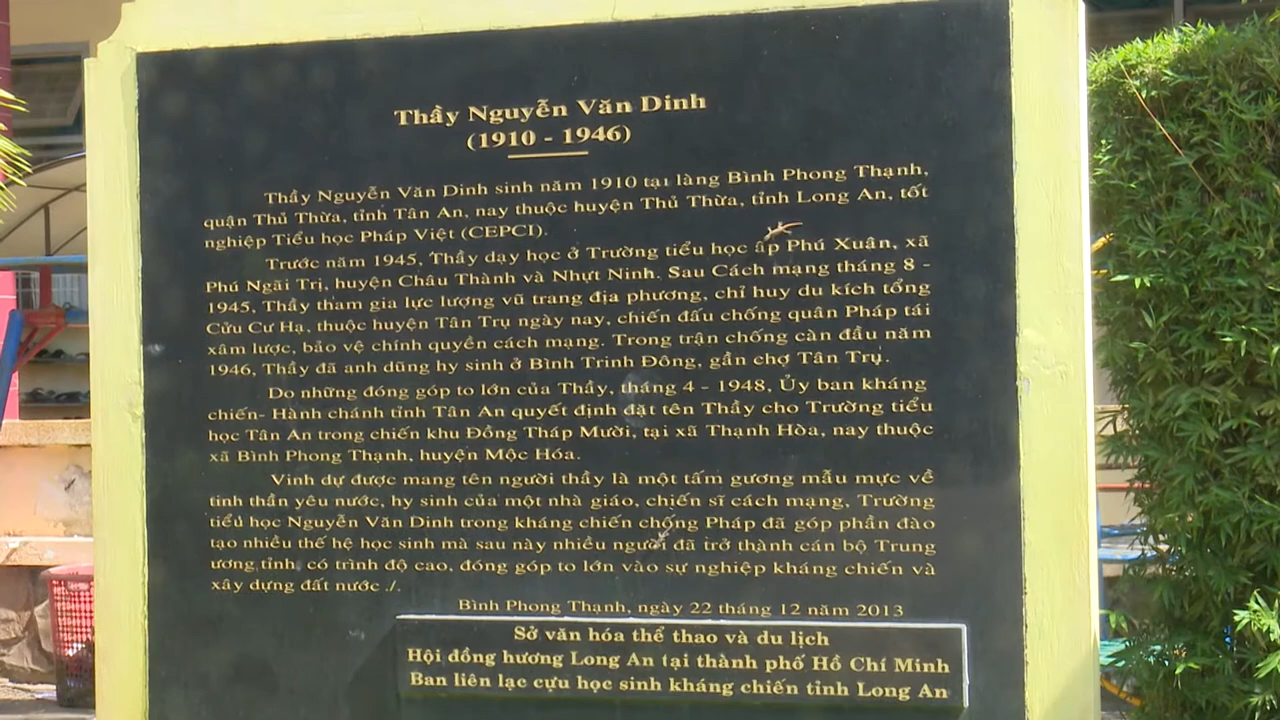 Thầy Nguyễn Văn Dinh
(1910 - 1946)
Thầy Nguyễn Văn Dinh sinh năm 1910 tại làng Bình Phong Thạnh,
quận Thủ Thừa, tỉnh Tân An, nay thuộc huyện Thủ Thừa, tỉnh Long An, tốt
nghiệp Tiểu học Pháp Việt (CEPCI).
Trước năm 1945, Thầy dạy học ở Trường tiểu học ấp Phú Xuân, xã
Phú Ngãi Trị, huyện Châu Thành và Nhựt Ninh. Sau Cách mạng tháng 8 -
1945, Thầy tham gia lực lượng vũ trang địa phương, chỉ huy du kích tổng
Cửu Cư Hạ, thuộc huyện Tân Trụ ngày nay, chiến đấu chống quân Pháp tái
xâm lược, bảo vệ chính quyền cách mạng. Trong trận chống càn đầu năm
1946, Thầy đã anh dũng hy sinh ở Bình Trinh Đông, gần chợ Tân Trụ.
Do những đóng góp to lớn của Thầy, tháng 4 - 1948, Ủy ban kháng
chiến- Hành chánh tỉnh Tân An quyết định đặt tên Thầy cho Trường tiểu
học Tân An trong chiến khu Đồng Tháp Mười, tại xã Thạnh Hòa, nay thuộc
xã Bình Phong Thạnh, huyện Mộc Hóa.
Vinh dự được mang tên người thầy là một tấm gương mẫu mực về
tinh thần yêu nước, hy sinh của một nhà giáo, chiến sĩ cách mạng, Trường
tiểu học Nguyễn Văn Dinh trong kháng chiến chống Pháp đã góp phần đào
tạo nhiều thế hệ học sinh mà sau này nhiều người đã trở thành cán bộ Trung
ương,tỉnh, có trình độ cao, đóng góp to lớn vào sự nghiệp kháng chiến và
xây dựng đất nước ./.
Bình Phong Thạnh, ngày 22 tháng 12 năm 2013
Sở văn hóa thể thao và du lịch
Hội đồng hương Long An tại thành phố Hồ Chí Minh
Ban liên lạc cựu học sinh kháng chiến tỉnh Long An